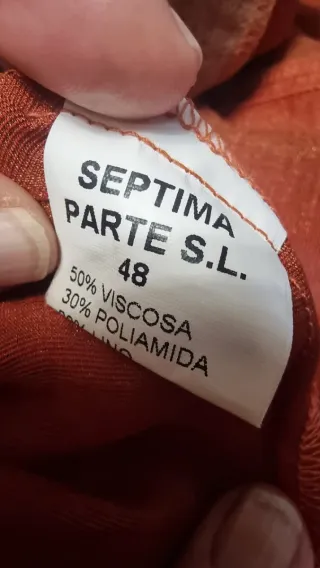 SEPTIMA
PARTE S.L.
48
50% VISCOSA
30% POLIAMIDA